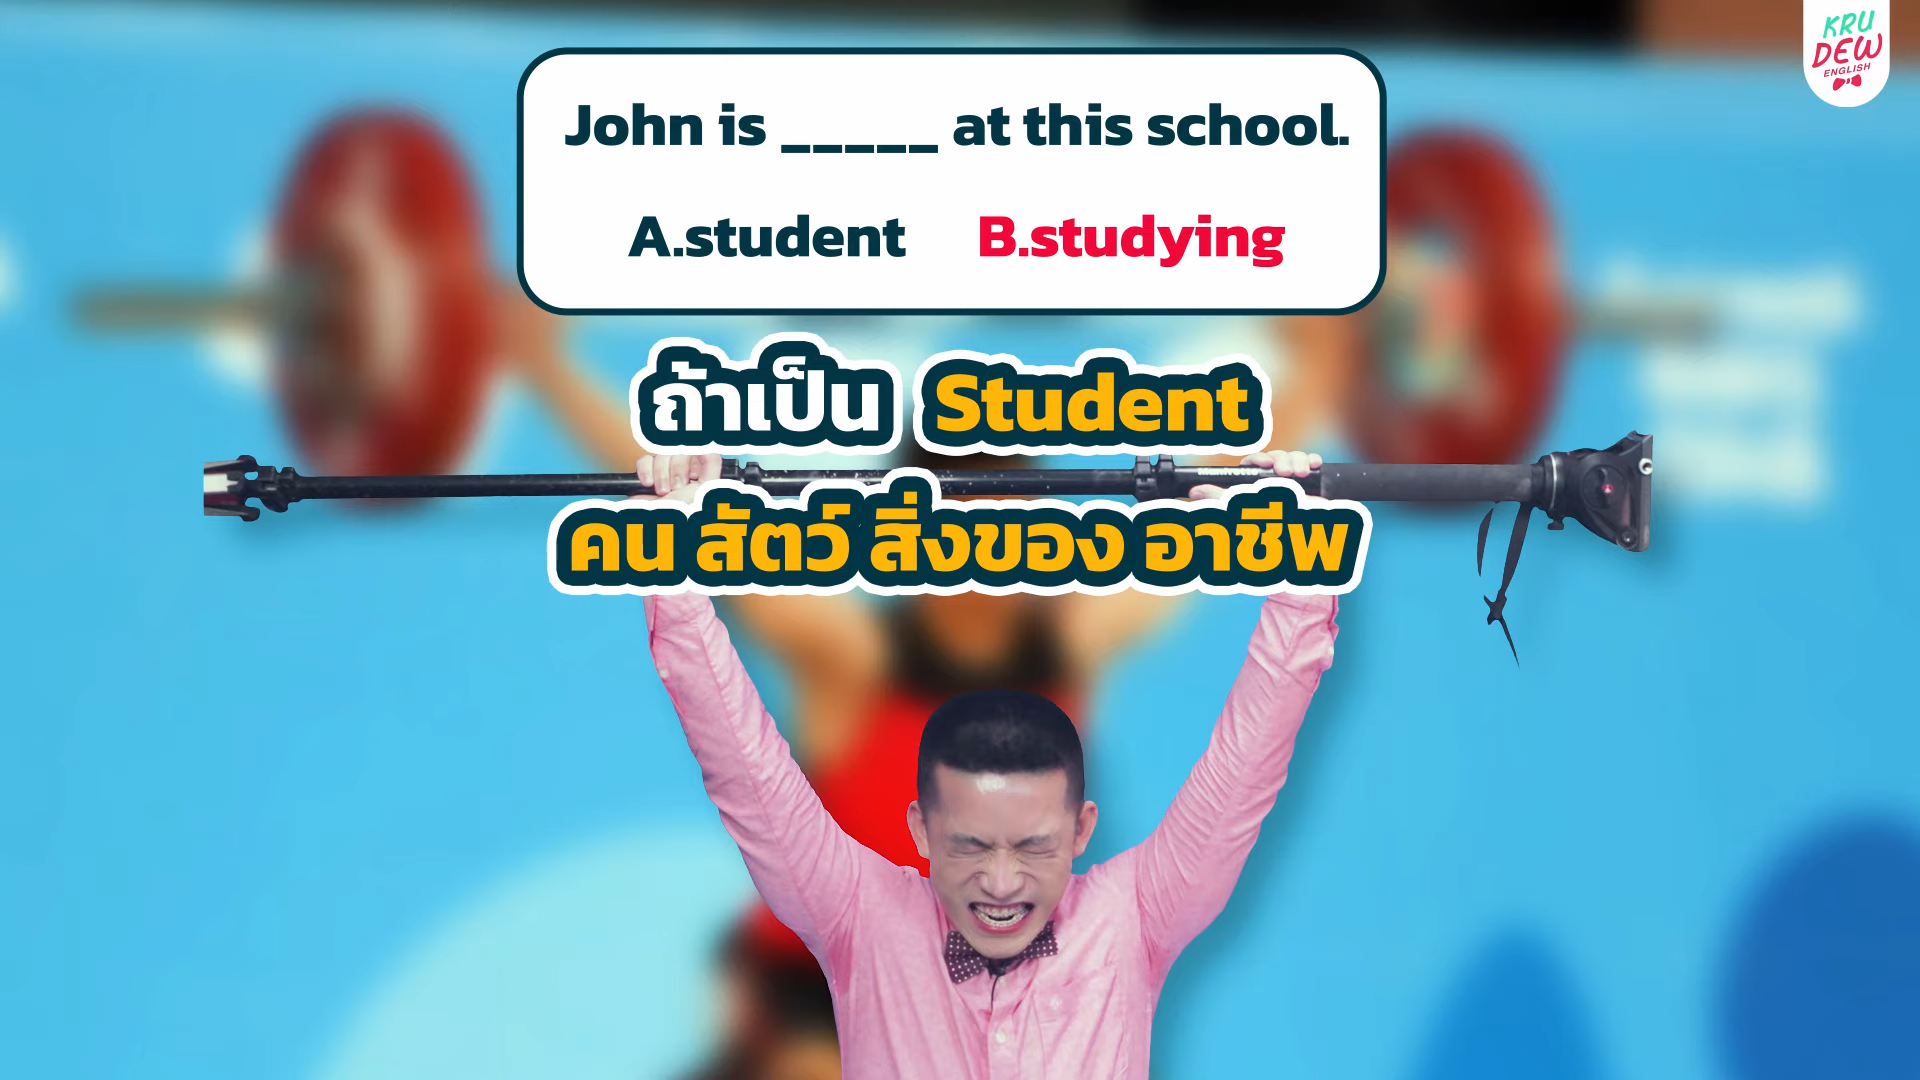 KRU
DEW
ENGLISH
John is _____ at this school.
A.student B.studying
ถ้าเป็น Student
Manfrotto
คน สัตว์ สิ่งของ อาชีพ